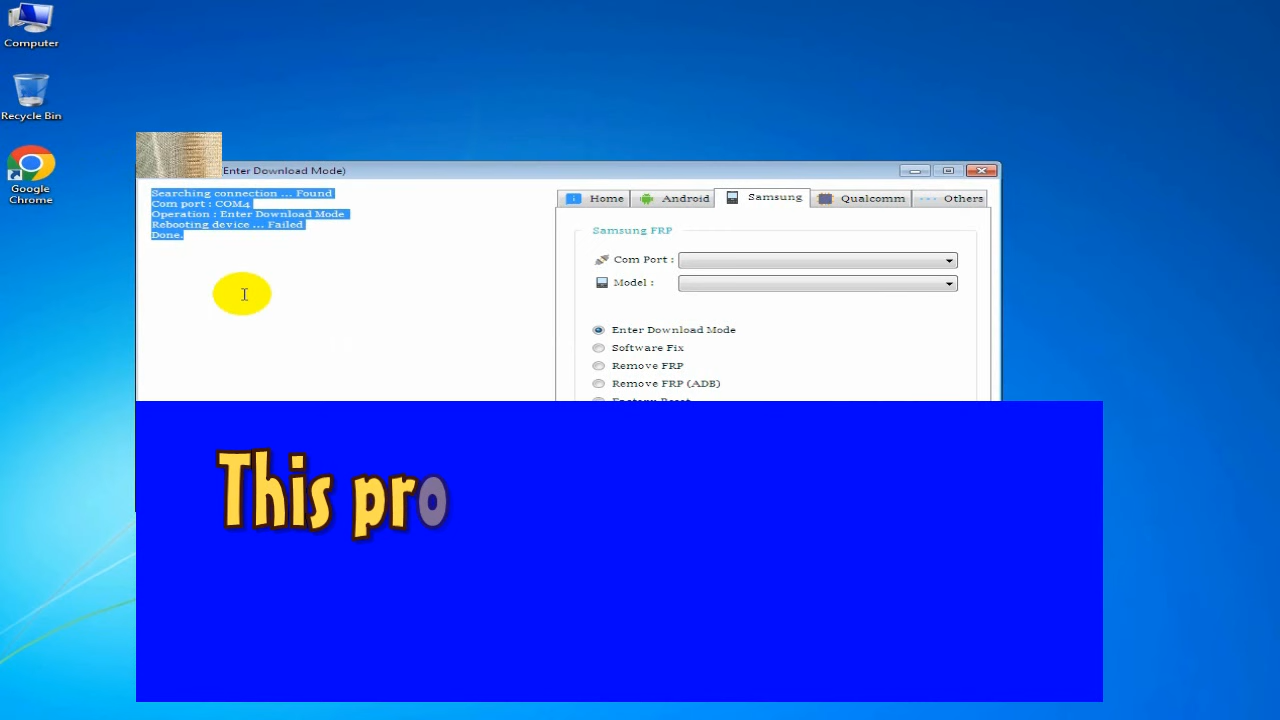 Computer
Recycle Bin
Google
Chrome
Enter Download Mode)
Searching connection ... Found
Com port : COM4
Operation : Enter Download Mode
Rebooting device ... Failed
Done.
Home
Android
Samsung
Qualcomm
Others
Samsung FRP
Com Port :
Model :
Enter Download Mode
Software Fix
Remove FRP
Remove FRP (ADB)
Factory Reset
This pro